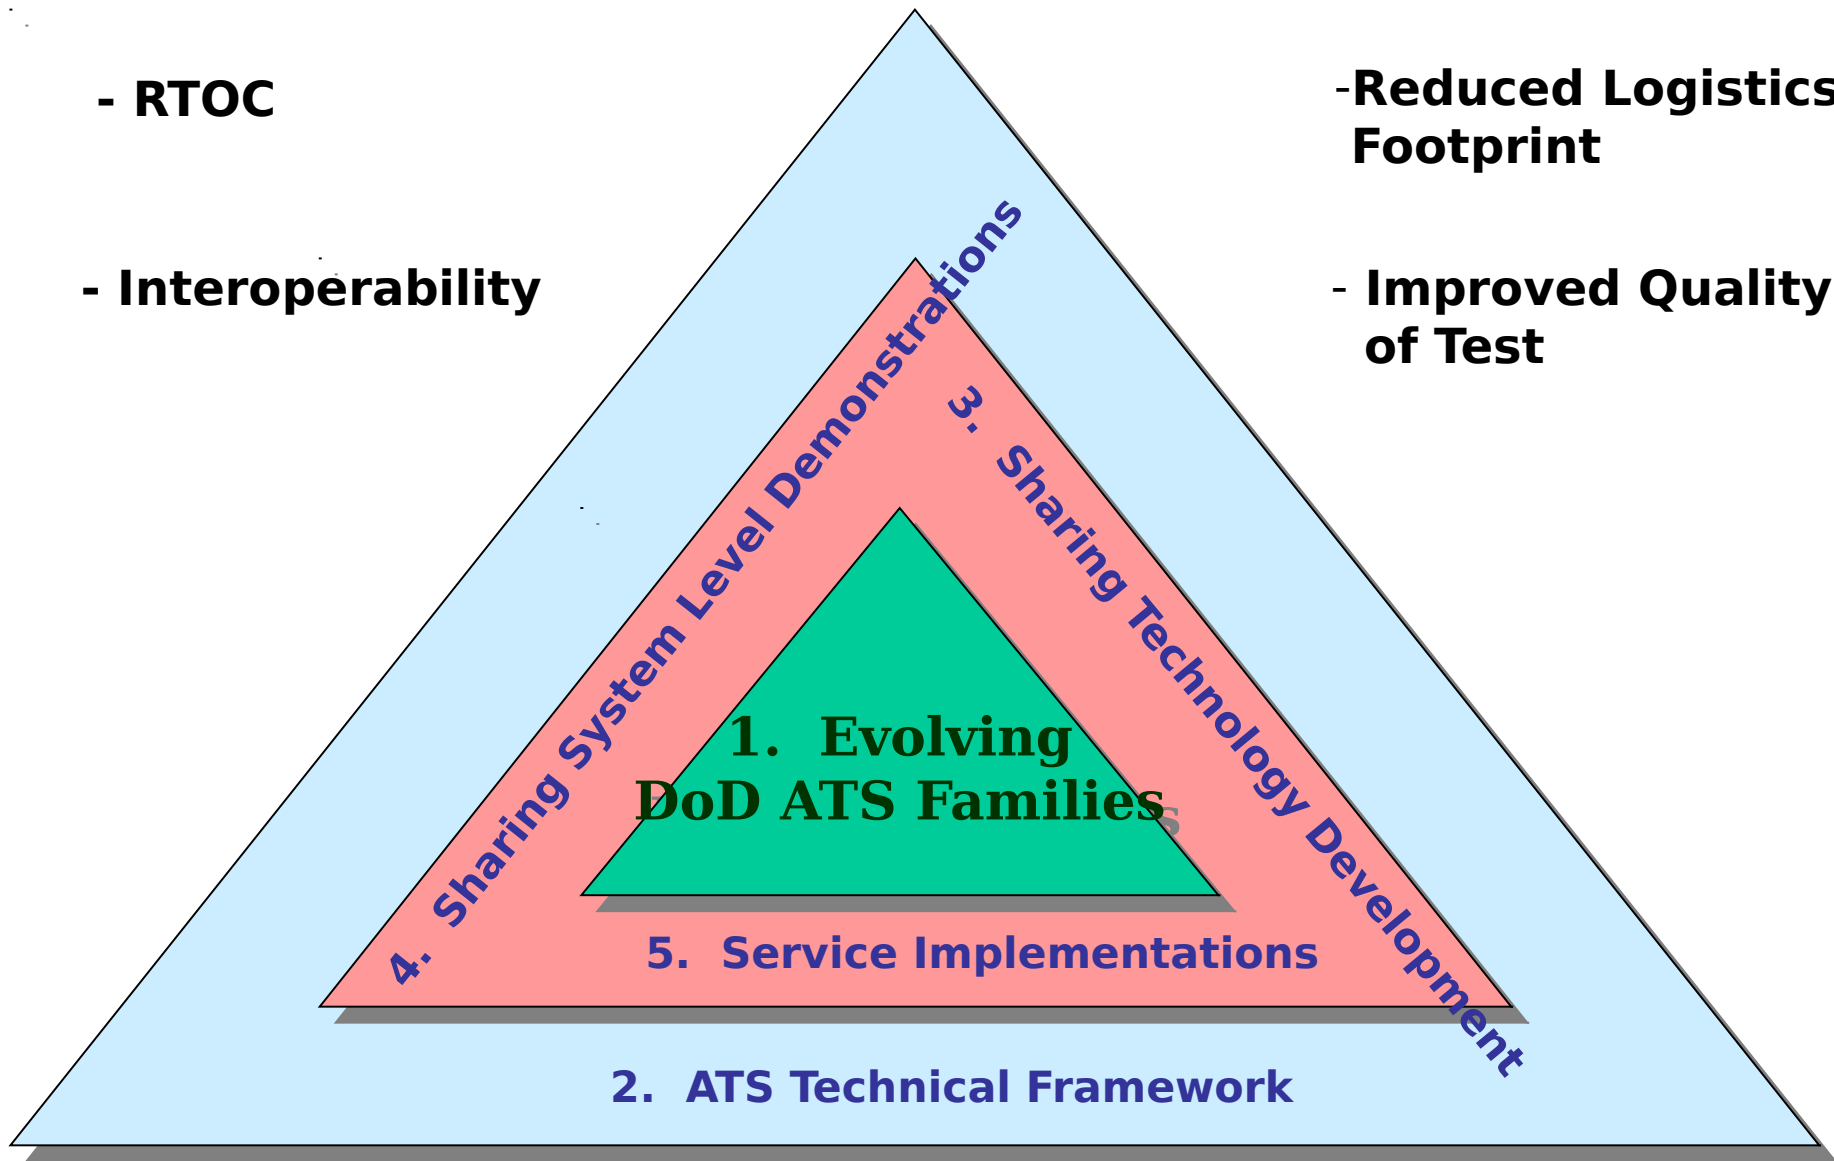 - RTOC
-Reduced Logistics
Footprint
- Interoperability
- Improved Quality
of Test
4.  Sharing System Level Demonstrations
3.  Sharing Technology Development
1.  Evolving
DoD ATS Families
5.  Service Implementations
2.  ATS Technical Framework